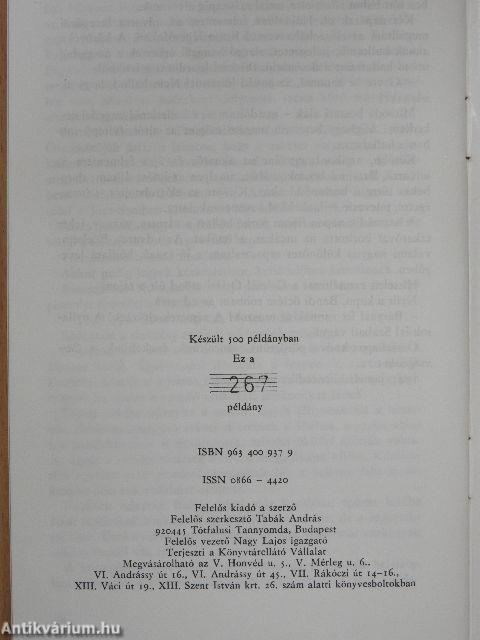 Készült 500 példányban
Ez a
267
példány
ISBN 963 400 937 9
ISSN 0866 – 4420
Felelős kiadó a szerző
Felelős szerkesztő Tabák András
920445 Tótfalusi Tannyomda, Budapest
Felelős vezető Nagy Lajos igazgató
Terjeszti a Könyvtárellátó Vállalat
Megvásárolható az V. Honvéd u. 5., V. Mérleg u. 6.,
VI. Andrássy út 16., VI. Andrássy út 45., VII. Rákóczi út 14–16.,
XIII. Váci út 19., XIII. Szent István krt. 26. szám alatti könyvesboltokban
Antikvárium.hu